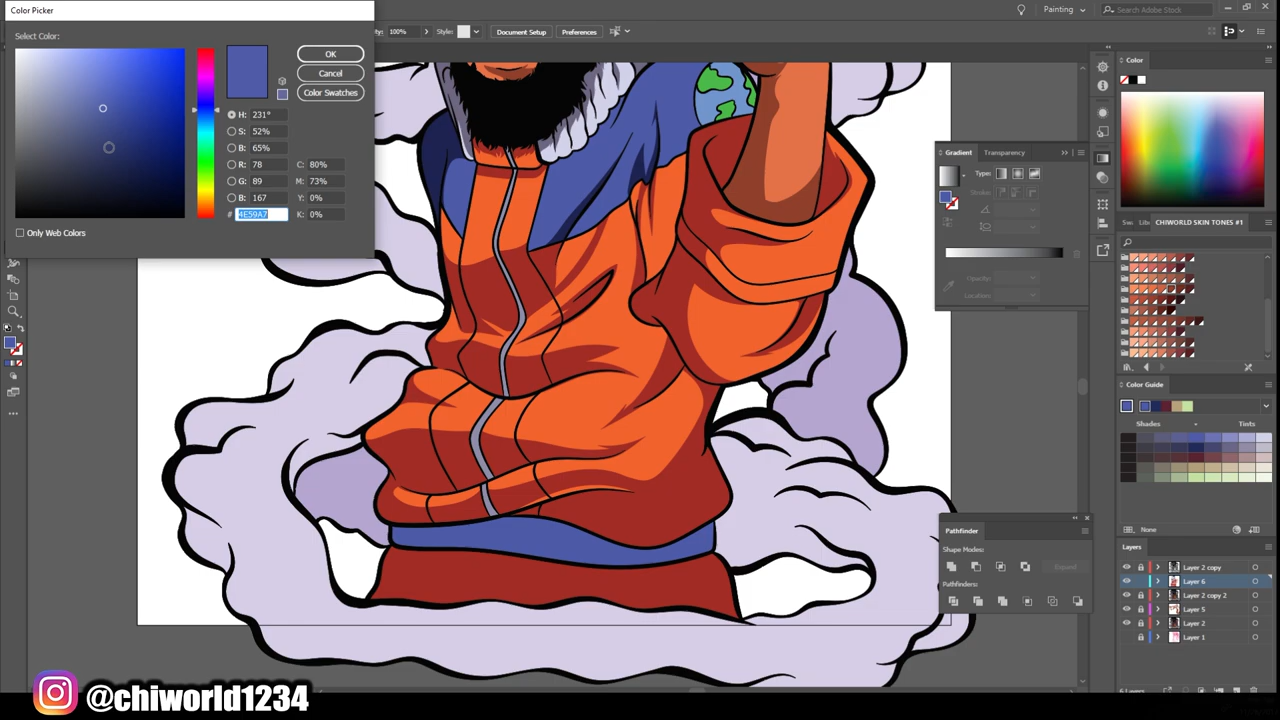 Color Picker
Select Color:
OK
Cancel
Color Swatches
H: 231°
S: 52%
B: 65%
R: 78
C: 80%
G: 89
M: 73%
B: 167
Y: 0%
# 4E59A7
K: 0%
Only Web Colors
100%
Style:
Document Setup
Preferences
Painting
Search Adobe Stock
Color
Gradient
Transparency
Type:
Stroke:
Opacity:
Location:
CHIWORLD SKIN TONES #1
Color Guide
Shades
Tints
None
Pathfinder
Shape Modes:
Expand
Pathfinders:
Layers
Layer 2 copy
Layer 6
Layer 2 copy 2
Layer 5
Layer 2
Layer 1
@chiworld1234